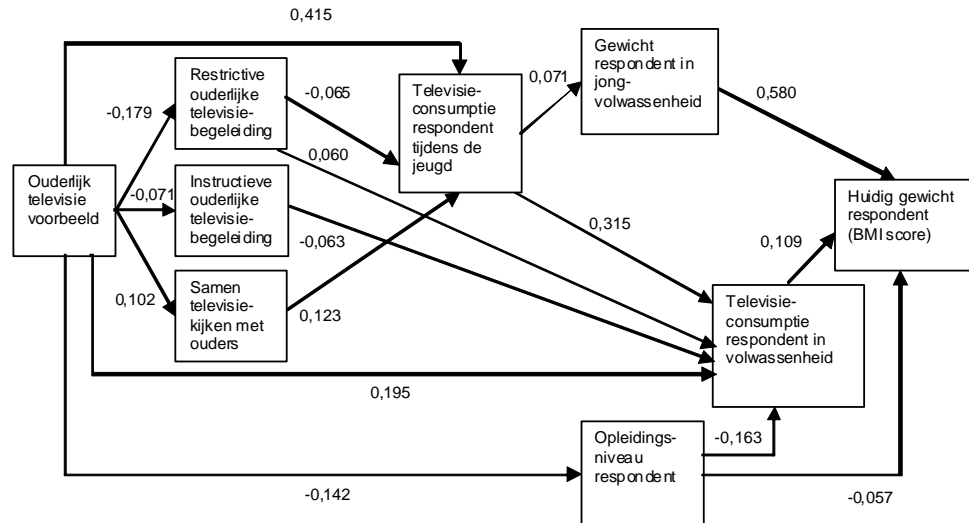 0,415
Gewicht
respondent in
jong-
volwassenheid
Restrictive
ouderlijke
televisie-
begeleiding
-0,065
Televisie-
consumptie
respondent
tijdens de
jeugd
0,071
0,580
-0,179
0,060
Ouderlijk
televisie
voorbeeld
-0,071
Instructieve
ouderlijke
televisie-
begeleiding
-0,063
0,315
Huidig gewicht
respondent
(BMI score)
0,109
0,102
Samen
televisie-
kijken met
ouders
0,123
Televisie-
consumptie
respondent in
volwassenheid
0,195
Opleidings-
niveau
respondent
-0,163
-0,142
-0,057